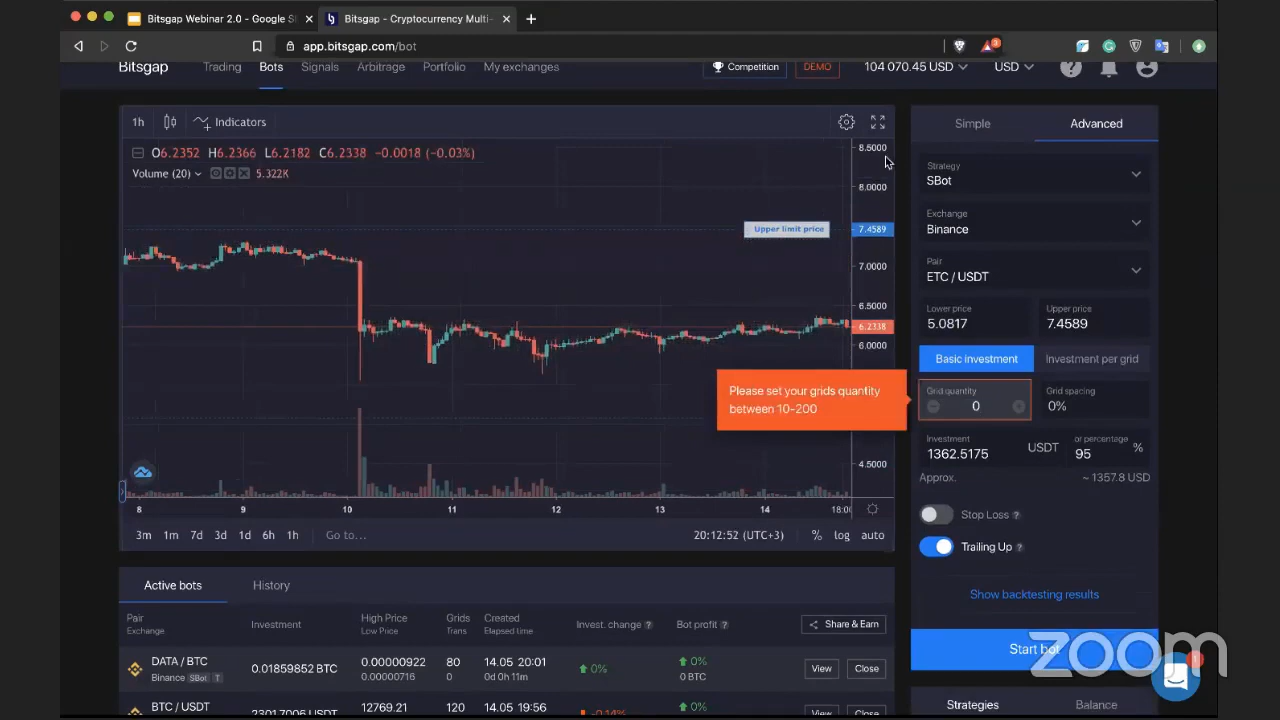 Bitsgap Webinar 2.0 - Google Sl
Bitsgap - Cryptocurrency Multi-
app.bitsgap.com/bot
3
Bitsgap
Trading
Bots
Signals
Arbitrage
Portfolio
My exchanges
Competition
DEMO
104 070.45 USD
USD
1h
Indicators
O6.2352 H6.2366 L6.2182 C6.2338 -0.0018 (-0.03%)
Volume (20)
5.322K
8.5000
8.0000
Upper limit price
7.4589
7.0000
6.5000
6.2338
6.0000
4.5000
8 9 10 11 12 13 14 18:00
3m 1m 7d 3d 1d 6h 1h
Go to...
20:12:52 (UTC+3)
% log auto
Simple
Advanced
Strategy
SBot
Exchange
Binance
Pair
ETC / USDT
Lower price
5.0817
Upper price
7.4589
Basic investment
Investment per grid
Please set your grids quantity
between 10-200
Grid quantity
0
Grid spacing
0%
Investment
1362.5175
USDT
or percentage
95
%
Approx.
~ 1357.8 USD
Stop Loss ?
Trailing Up ?
Show backtesting results
Start bot
zoom
1
Strategies
Balance
Active bots
History
Pair
Exchange
Investment
High Price
Low Price
Grids
Trans
Created
Elapsed time
Invest. change ?
Bot profit ?
Share & Earn
DATA / BTC
Binance SBot T
0.01859852 BTC
0.00000922
0.00000716
80
0
14.05 20:01
0d 0h 11m
0%
0%
0 BTC
View
Close
BTC / USDT
2301.7006 USDT
12769.21
120
14.05 19:56
-0.14%
0%
View
Close